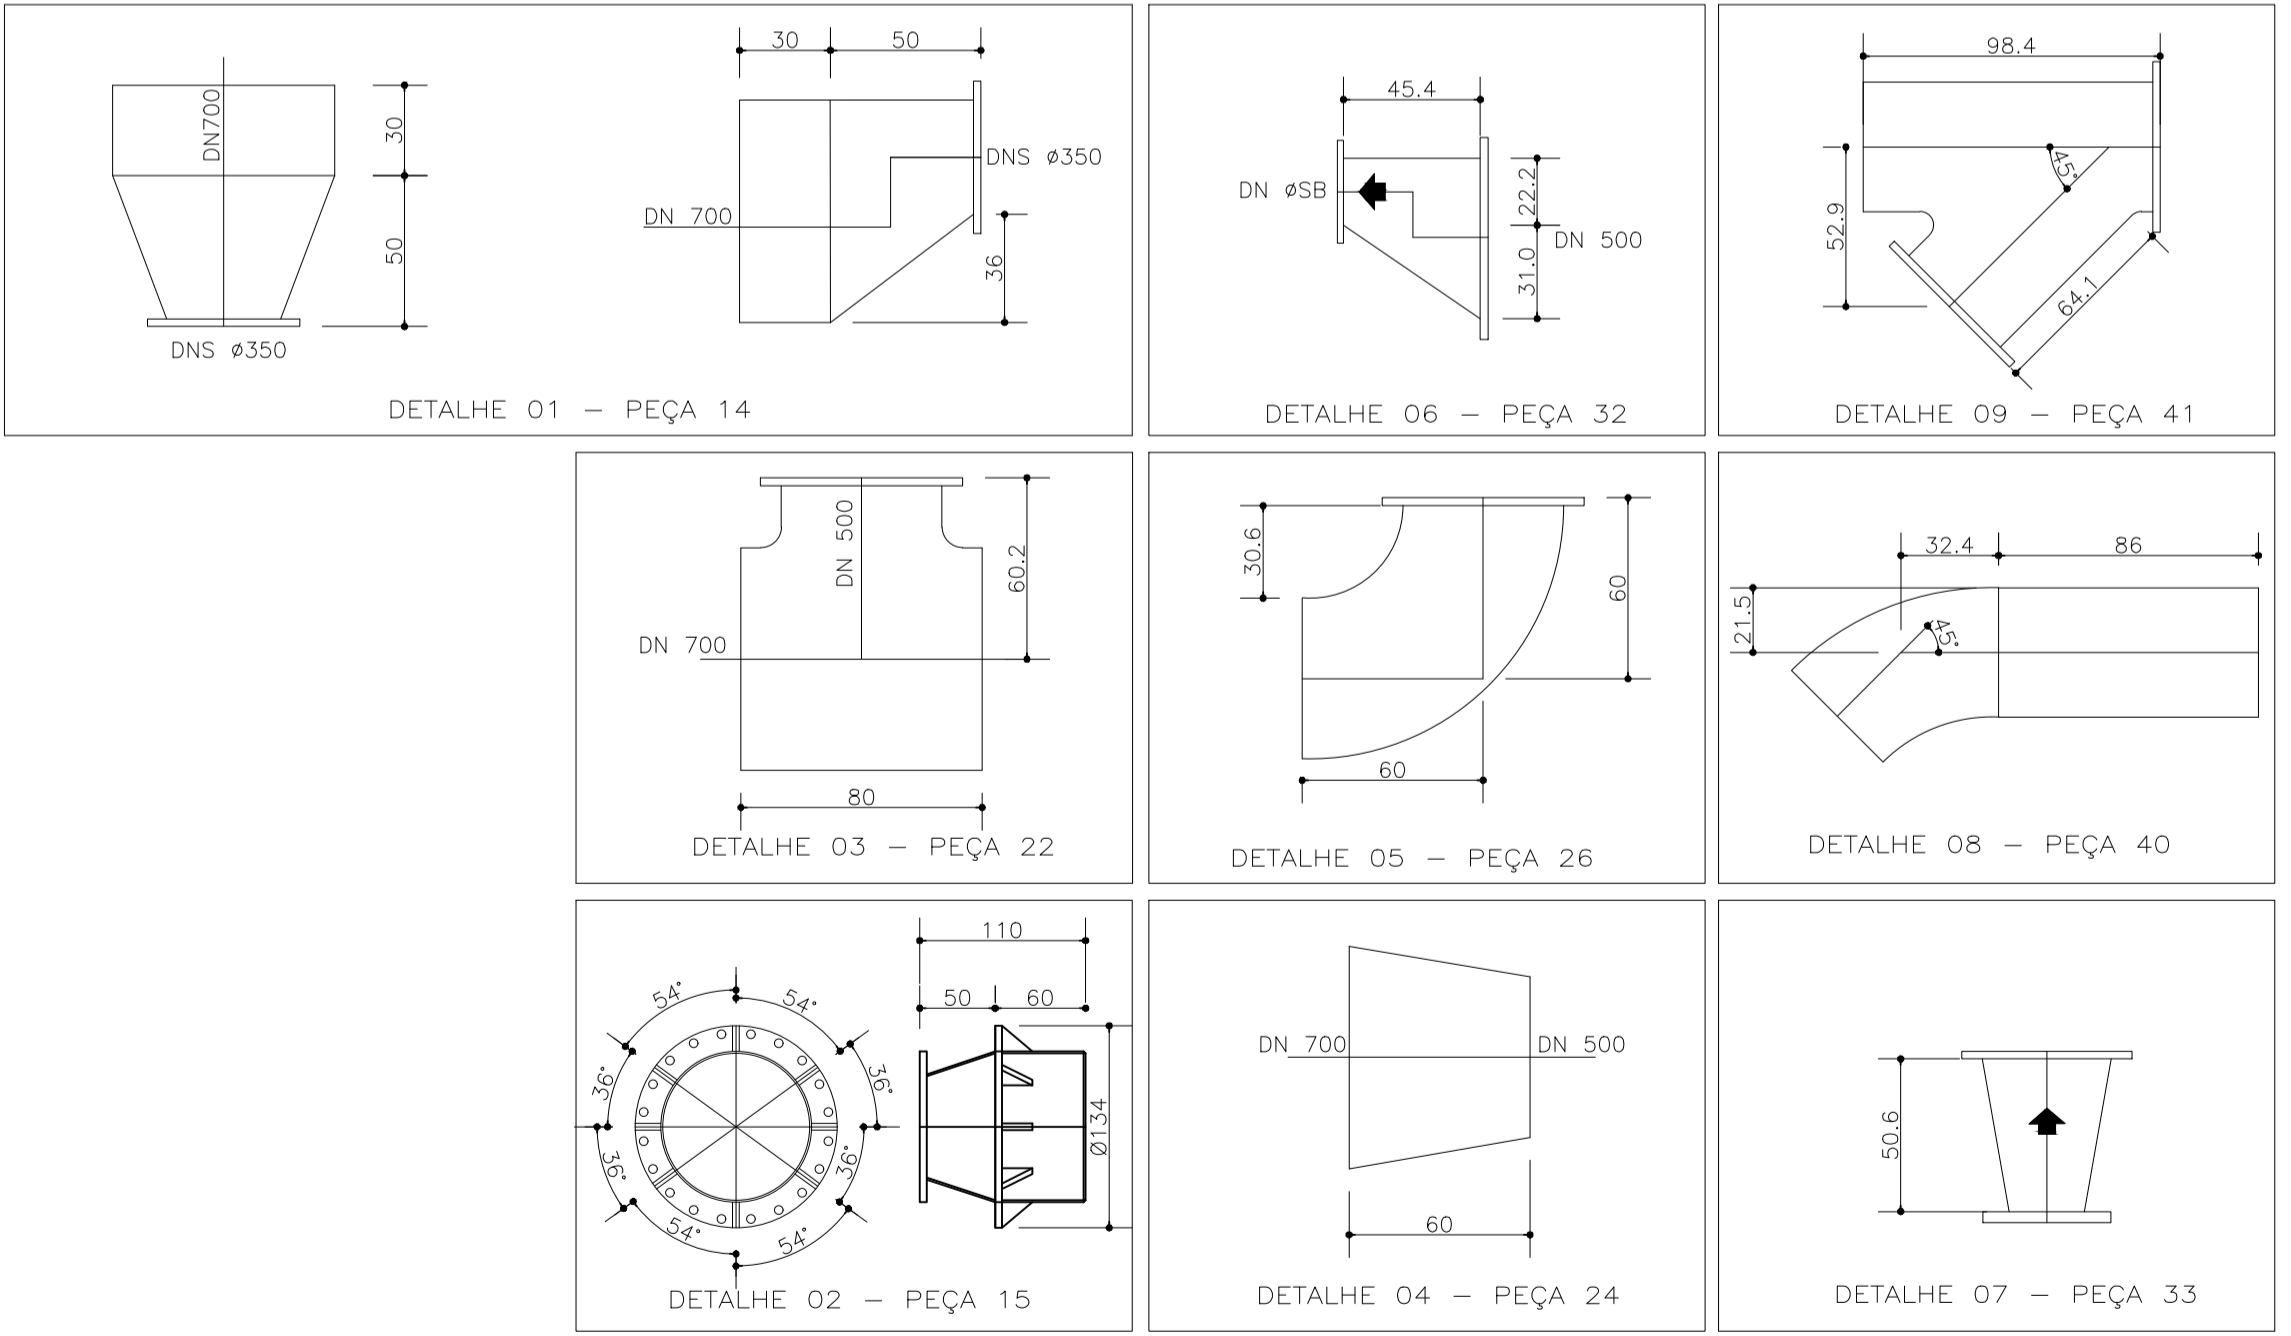 DN700
30
50
DNS ø350
30
50
DNS ø350
DN 700
36
DETALHE 01 – PEÇA 14
45.4
DN øSB
22.2
DN 500
31.0
DETALHE 06 – PEÇA 32
98.4
45°
52.9
64.1
DETALHE 09 – PEÇA 41
DN 500
60.2
DN 700
80
DETALHE 03 – PEÇA 22
30.6
60
60
DETALHE 05 – PEÇA 26
32.4
86
21.5
45°
DETALHE 08 – PEÇA 40
54°
54°
36°
36°
36°
36°
54°
54°
110
50
60
Ø134
DETALHE 02 – PEÇA 15
DN 700
DN 500
60
DETALHE 04 – PEÇA 24
50.6
DETALHE 07 – PEÇA 33